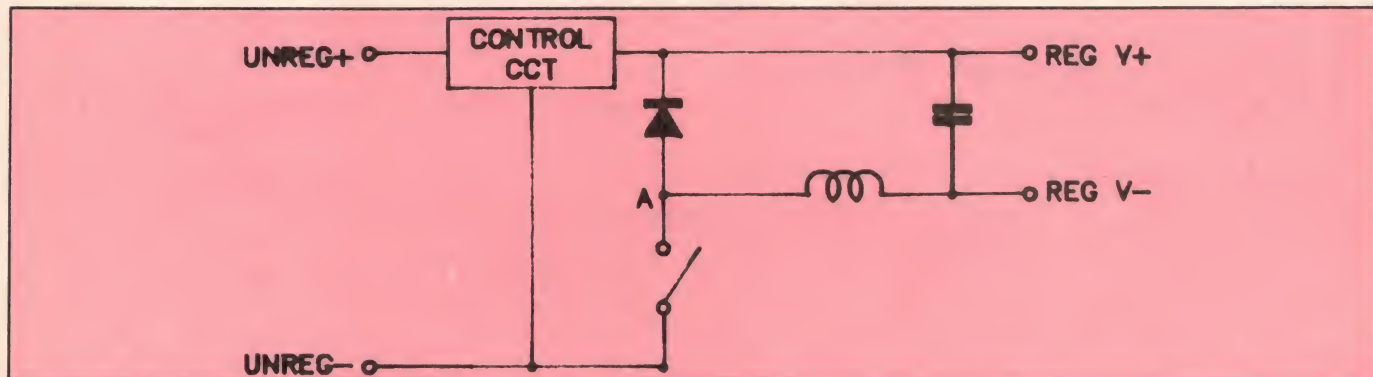 UNREG+
CONTROL
CCT
REG V+
A
REG V-
UNREG-